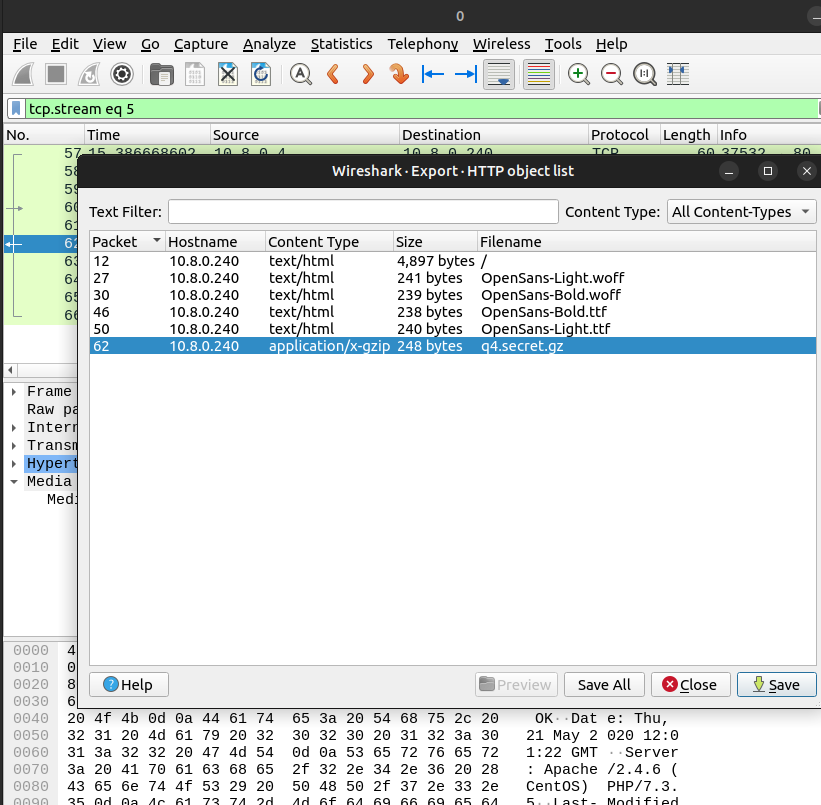 0
File Edit View Go Capture Analyze Statistics Telephony Wireless Tools Help
tcp.stream eq 5
No. Time Source Destination Protocol Length Info
57 15.386668602 10.8.0.4 10.8.0.240 TCP 60 37532 80
58
59
60
61
62
63
64
65
66
Wireshark · Export · HTTP object list
Text Filter: Content Type: All Content-Types
Packet Hostname Content Type Size Filename
12 10.8.0.240 text/html 4,897 bytes /
27 10.8.0.240 text/html 241 bytes OpenSans-Light.woff
30 10.8.0.240 text/html 239 bytes OpenSans-Bold.woff
46 10.8.0.240 text/html 238 bytes OpenSans-Bold.ttf
50 10.8.0.240 text/html 240 bytes OpenSans-Light.ttf
62 10.8.0.240 application/x-gzip 248 bytes q4.secret.gz
Frame
Raw pa
Intern
Transm
Hypert
Media
Medi
Help Preview Save All Close Save
0000 4
0010 0
0020 8
0030 6
0040 20 4f 4b 0d 0a 44 61 74 65 3a 20 54 68 75 2c 20 OK··Dat e: Thu,
0050 32 31 20 4d 61 79 20 32 30 32 30 20 31 32 3a 30 21 May 2 020 12:0
0060 31 3a 32 32 20 47 4d 54 0d 0a 53 65 72 76 65 72 1:22 GMT ··Server
0070 3a 20 41 70 61 63 68 65 2f 32 2e 34 2e 36 20 28 : Apache /2.4.6 (
0080 43 65 6e 74 4f 53 29 20 50 48 50 2f 37 2e 33 2e CentOS) PHP/7.3.
0090 35 0d 0a 4c 61 73 74 2d 4d 6f 64 69 66 69 65 64 5··Last- Modified